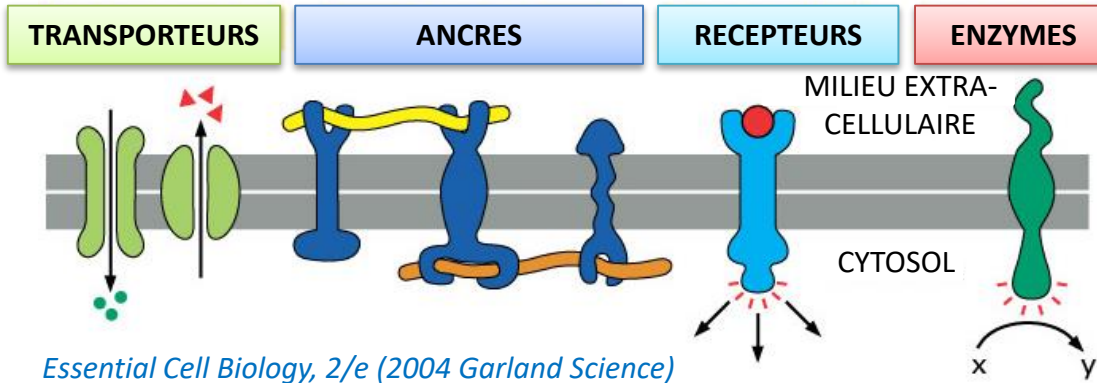 TRANSPORTEURS
ANCRES
RECEPTEURS
ENZYMES
MILIEU EXTRA-
CELLULAIRE
CYTOSOL
x
y
Essential Cell Biology, 2/e (2004 Garland Science)